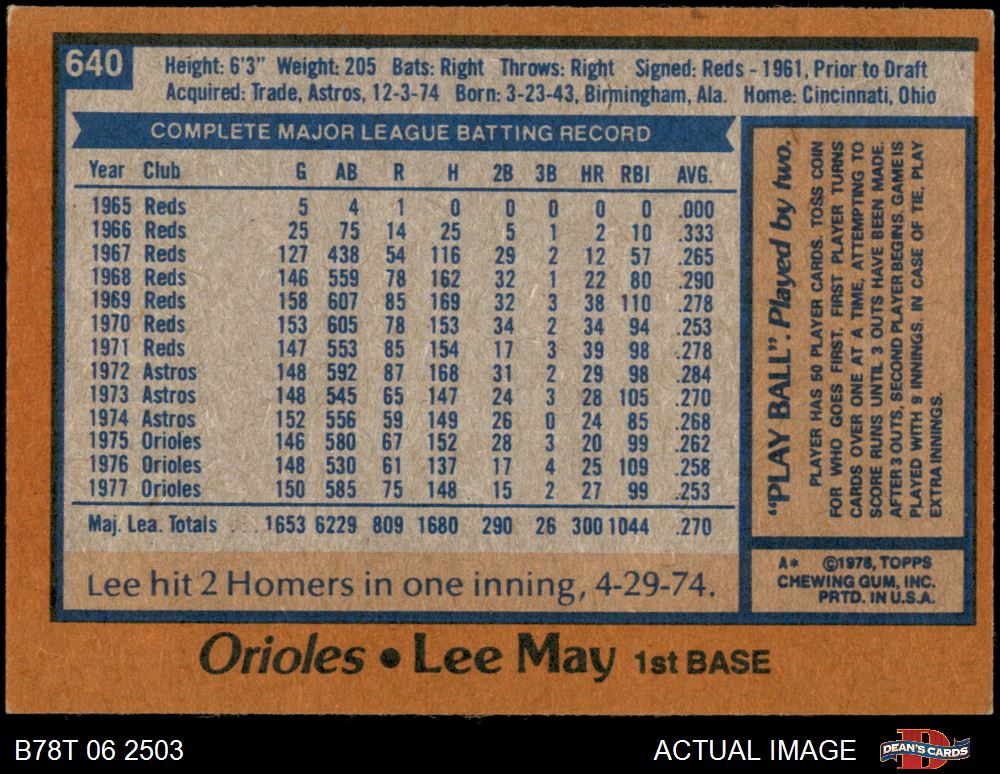 640
Height: 6'3" Weight: 205 Bats: Right Throws: Right Signed: Reds - 1961, Prior to Draft
Acquired: Trade, Astros, 12-3-74 Born: 3-23-43, Birmingham, Ala. Home: Cincinnati, Ohio
COMPLETE MAJOR LEAGUE BATTING RECORD
Year Club G AB R H 2B 3B HR RBI AVG.
1965 Reds 5 4 1 0 0 0 0 0 .000
1966 Reds 25 75 14 25 5 1 2 10 .333
1967 Reds 127 438 54 116 29 2 12 57 .265
1968 Reds 146 559 78 162 32 1 22 80 .290
1969 Reds 158 607 85 169 32 3 38 110 .278
1970 Reds 153 605 78 153 34 2 34 94 .253
1971 Reds 147 553 85 154 17 3 39 98 .278
1972 Astros 148 592 87 168 31 2 29 98 .284
1973 Astros 148 545 65 147 24 3 28 105 .270
1974 Astros 152 556 59 149 26 0 24 85 .268
1975 Orioles 146 580 67 152 28 3 20 99 .262
1976 Orioles 148 530 61 137 17 4 25 109 .258
1977 Orioles 150 585 75 148 15 2 27 99 .253
Maj. Lea. Totals 1653 6229 809 1680 290 26 300 1044 .270
Lee hit 2 Homers in one inning, 4-29-74.
"PLAY BALL". Played by two.
PLAYER HAS 50 PLAYER CARDS. TOSS COIN
FOR WHO GOES FIRST. FIRST PLAYER TURNS
CARDS OVER ONE AT A TIME, ATTEMPTING TO
SCORE RUNS UNTIL 3 OUTS HAVE BEEN MADE.
AFTER 3 OUTS, SECOND PLAYER BEGINS. GAME IS
PLAYED WITH 9 INNINGS. IN CASE OF TIE, PLAY
EXTRA INNINGS.
A* ©1978, TOPPS
CHEWING GUM, INC.
PRTD. IN U.S.A.
Orioles • Lee May 1st BASE
B78T 06 2503
ACTUAL IMAGE
DEAN'S CARDS